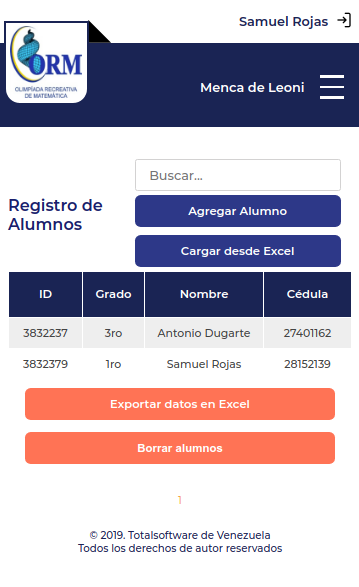 Samuel Rojas
ORM
OLIMPÍADA RECREATIVA
DE MATEMÁTICA
Menca de Leoni
Buscar...
Registro de
Alumnos
Agregar Alumno
Cargar desde Excel
ID Grado Nombre Cédula
3832237 3ro Antonio Dugarte 27401162
3832379 1ro Samuel Rojas 28152139
Exportar datos en Excel
Borrar alumnos
1
© 2019. Totalsoftware de Venezuela
Todos los derechos de autor reservados